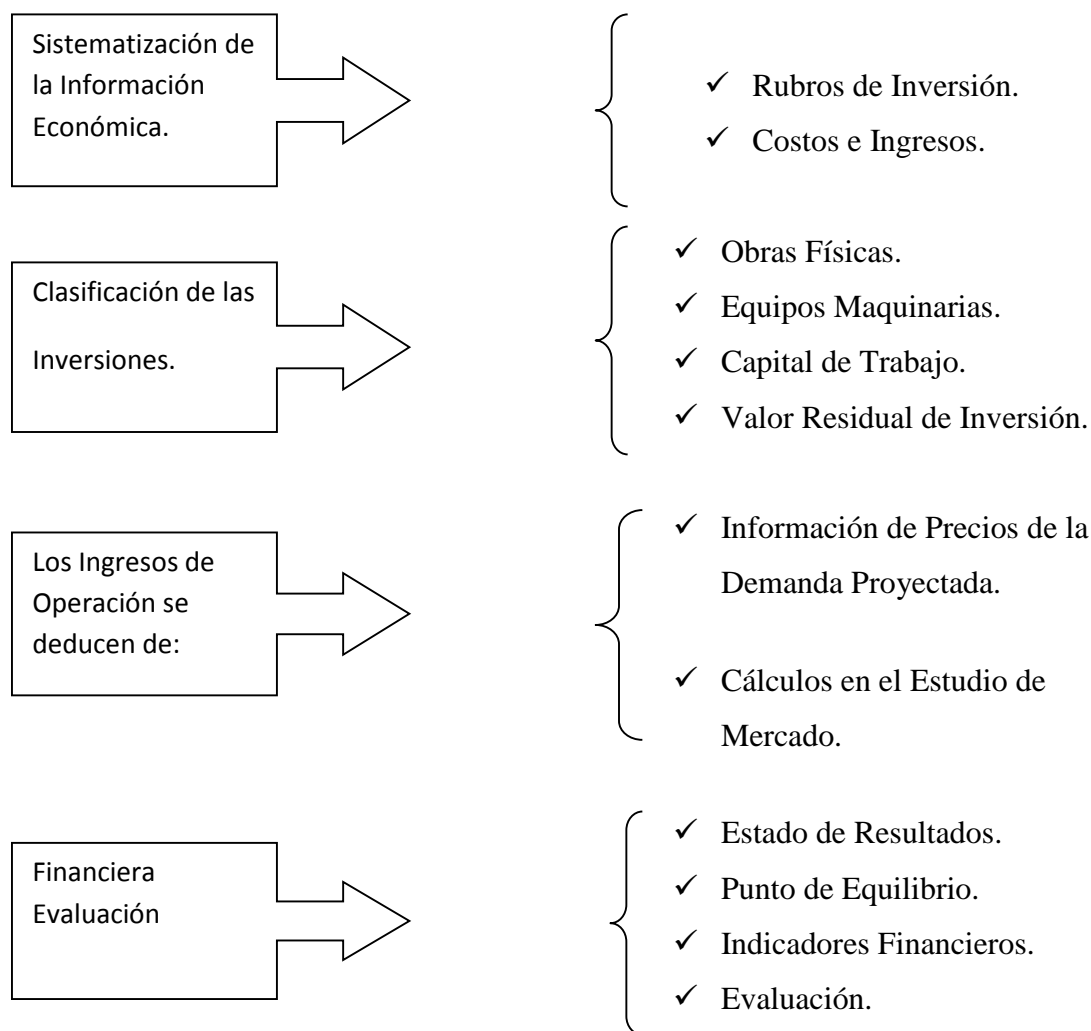 Sistematización de
la Información
Económica.
✓ Rubros de Inversión.
✓ Costos e Ingresos.
Clasificación de las
Inversiones.
✓ Obras Físicas.
✓ Equipos Maquinarias.
✓ Capital de Trabajo.
✓ Valor Residual de Inversión.
Los Ingresos de
Operación se
deducen de:
✓ Información de Precios de la
Demanda Proyectada.
✓ Cálculos en el Estudio de
Mercado.
Financiera
Evaluación
✓ Estado de Resultados.
✓ Punto de Equilibrio.
✓ Indicadores Financieros.
✓ Evaluación.